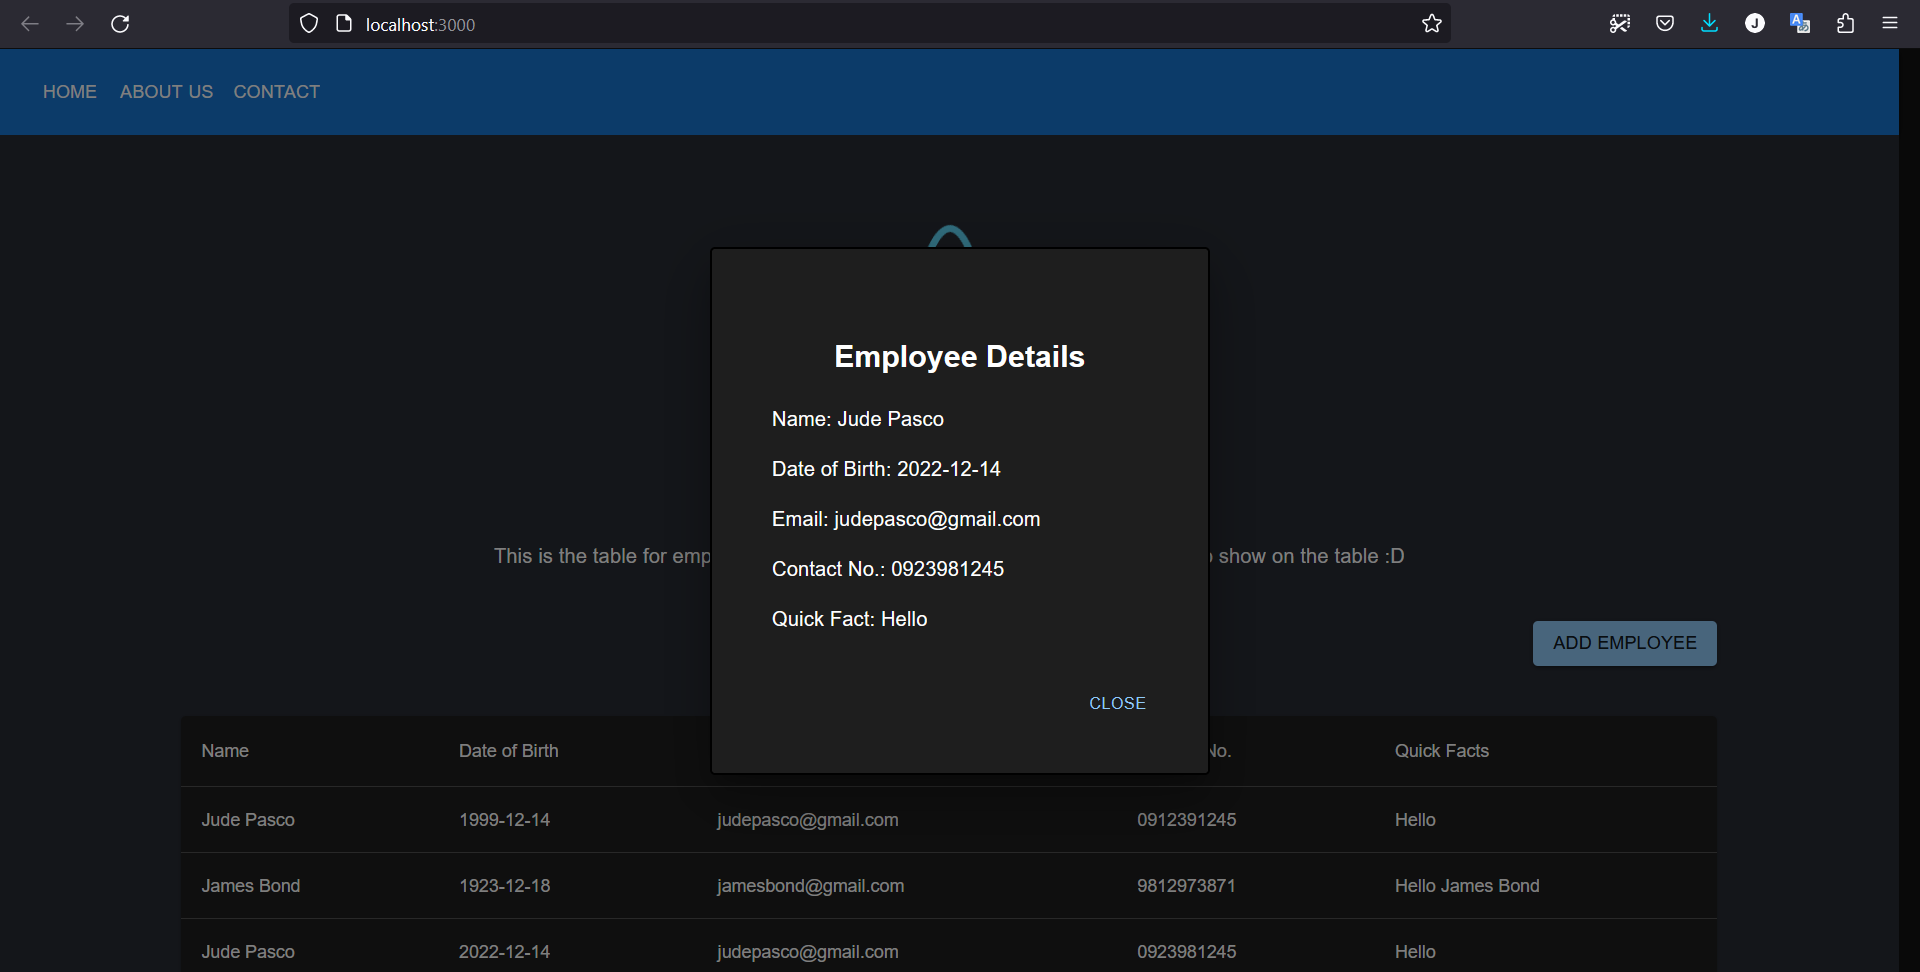 localhost:3000
J
HOME ABOUT US CONTACT
Employee Details
Name: Jude Pasco
Date of Birth: 2022-12-14
Email: judepasco@gmail.com
Contact No.: 0923981245
Quick Fact: Hello
CLOSE
This is the table for emp show on the table :D
ADD EMPLOYEE
Name Date of Birth No. Quick Facts
Jude Pasco 1999-12-14 judepasco@gmail.com 0912391245 Hello
James Bond 1923-12-18 jamesbond@gmail.com 9812973871 Hello James Bond
Jude Pasco 2022-12-14 judepasco@gmail.com 0923981245 Hello